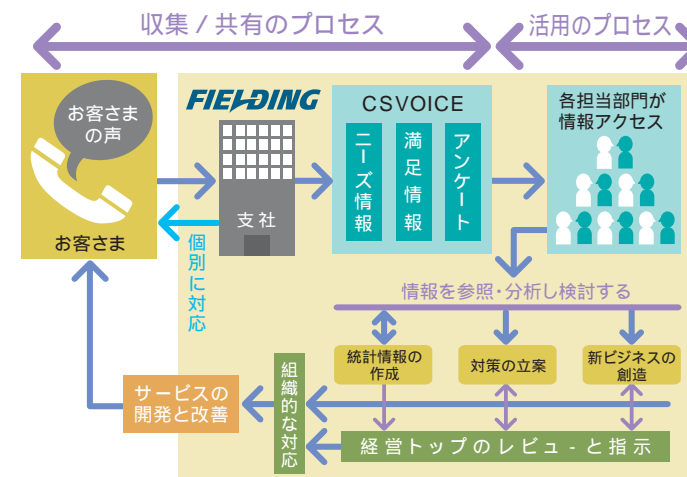 収集 / 共有のプロセス
活用のプロセス
お客さま
の声
お客さま
FIELDING
支社
個別に対応
CSVOICE
ニーズ情報
満足情報
アンケート
各担当部門が
情報アクセス
情報を参照・分析し検討する
統計情報の
作成
対策の立案
新ビジネスの
創造
サービスの
開発と改善
組織的な対応
経営トップのレビュ-と指示